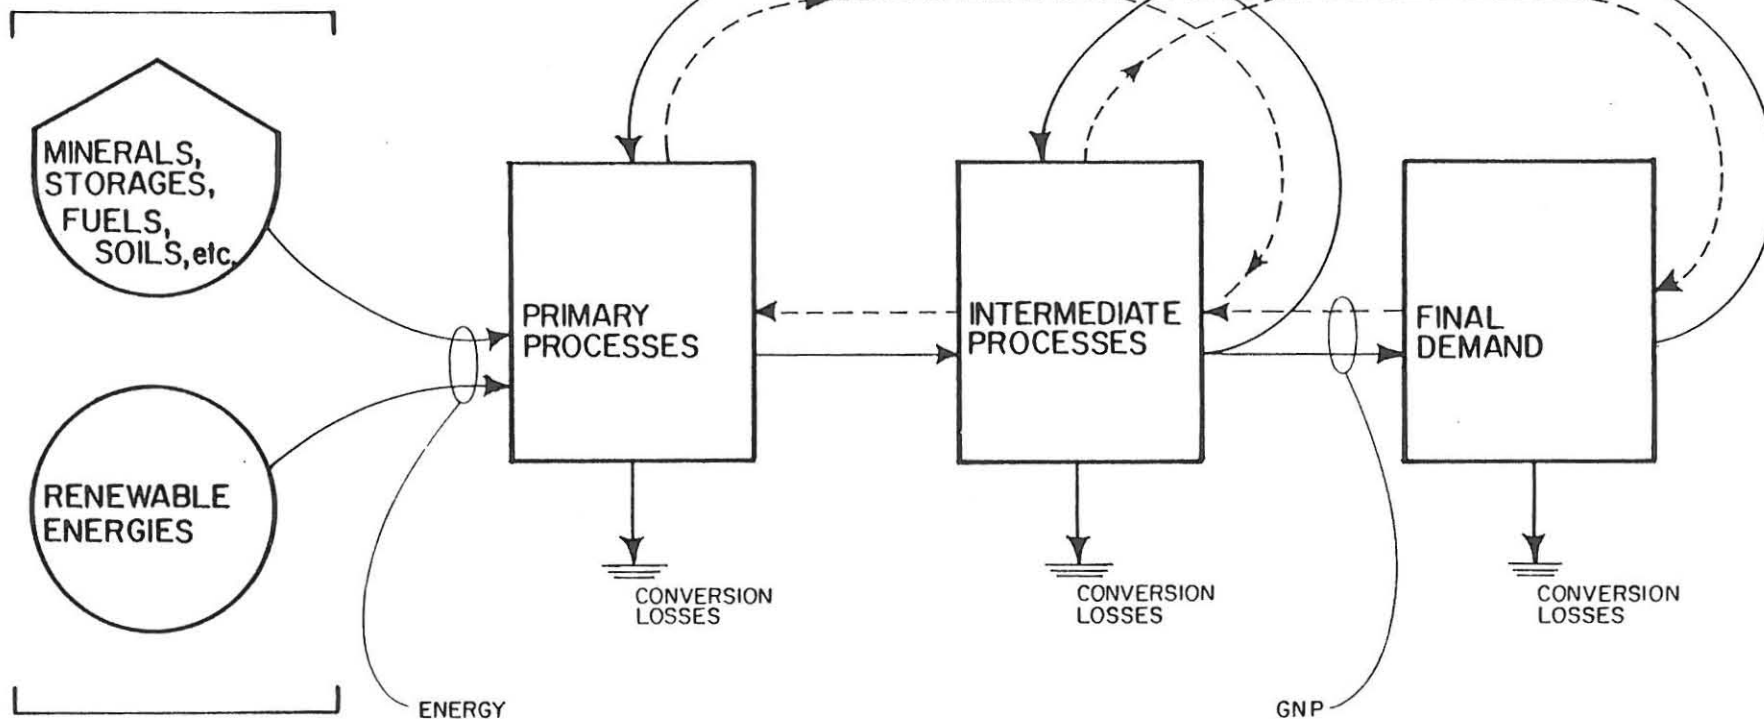 MINERALS,
STORAGES,
FUELS,
SOILS, etc.
RENEWABLE
ENERGIES
PRIMARY
PROCESSES
INTERMEDIATE
PROCESSES
FINAL
DEMAND
CONVERSION
LOSSES
CONVERSION
LOSSES
CONVERSION
LOSSES
ENERGY
GNP